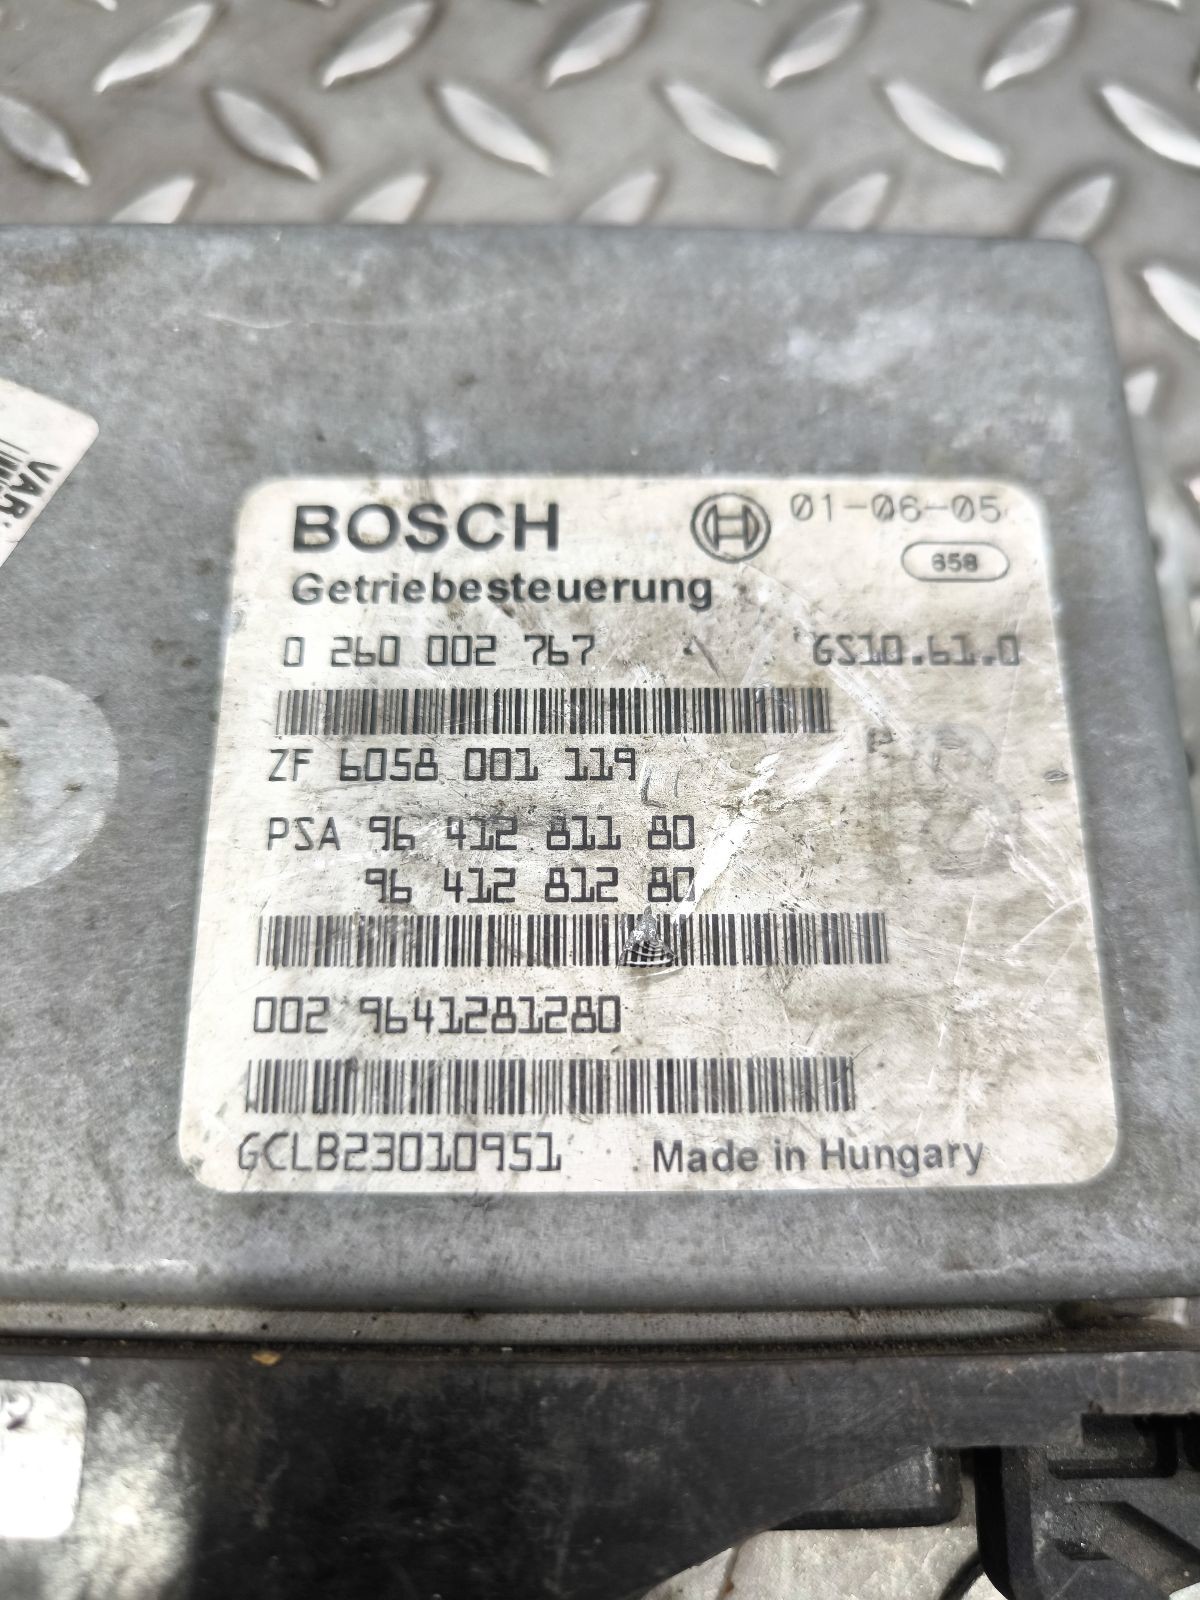 VAR
BOSCH
01-06-05
658
Getriebesteuerung
0 260 002 767
GS10.61.0
ZF 6058 001 119
PSA 96 412 811 80
96 412 812 80
002 9641281280
GCLB23010951
Made in Hungary